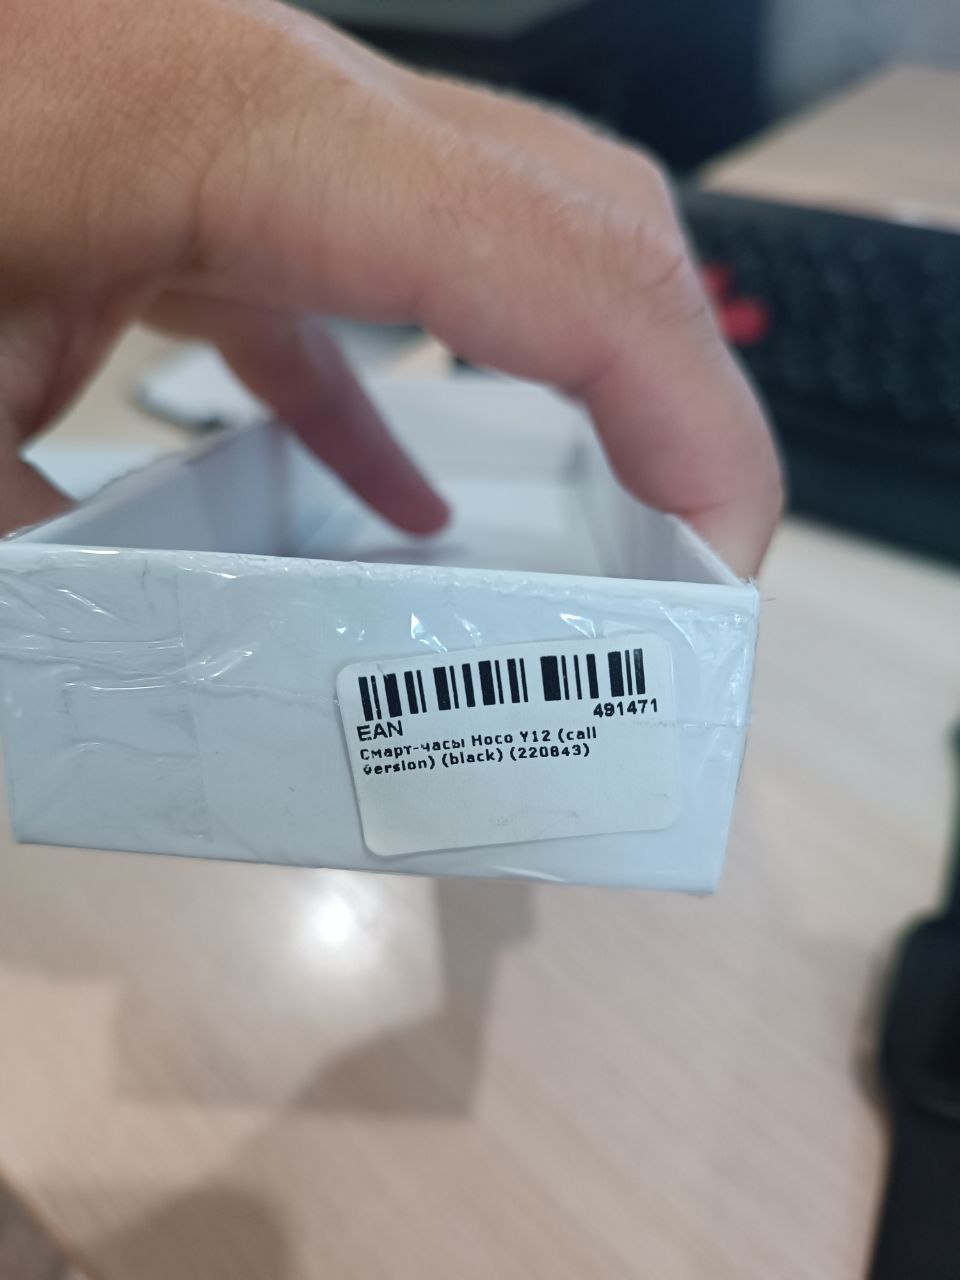 491471
EAN
Смарт-часы Hoco Y12 (call
version) (black) (220843)